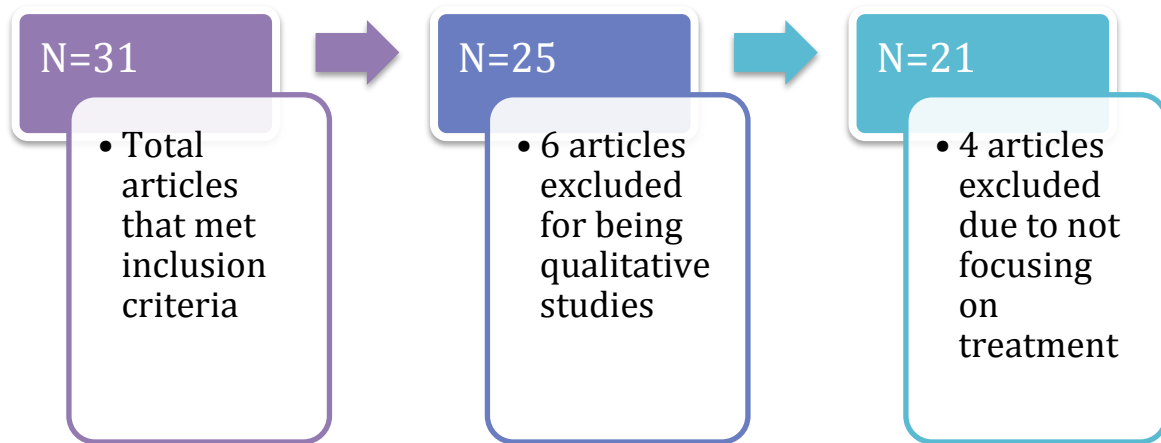 N=31
• Total
articles
that met
inclusion
criteria
N=25
• 6 articles
excluded
for being
qualitative
studies
N=21
• 4 articles
excluded
due to not
focusing
on
treatment